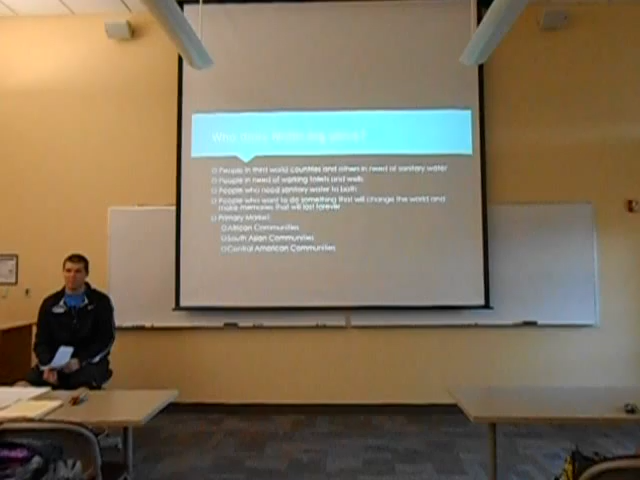 People in third world countries and others in need of sanitary water
People in need of working toilets and wells
People who need sanitary water to bath
People who want to do something that will change the world and
make memories that will last forever
Primary Market:
African Communities
South Asian Communities
Central American Communities